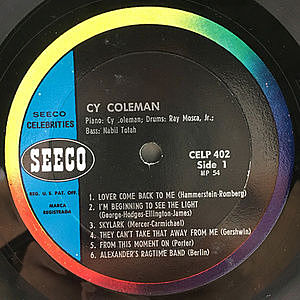 CY COLEMAN
Piano: Cy Coleman; Drums: Ray Mosca, Jr.;
Bass: Nabil Totah
SEECO
CELEBRITIES
SEECO
REG. U. S. PAT. OFF.
MARCA
REGISTRADA
CELP 402
Side 1
MP 54
1. LOVER COME BACK TO ME (Hammerstein-Romberg)
2. I'M BEGINNING TO SEE THE LIGHT
(George-Hodges-Ellington-James)
3. SKYLARK (Mercer-Carmichael)
4. THEY CAN'T TAKE THAT AWAY FROM ME (Gershwin)
5. FROM THIS MOMENT ON (Porter)
6. ALEXANDER'S RAGTIME BAND (Berlin)